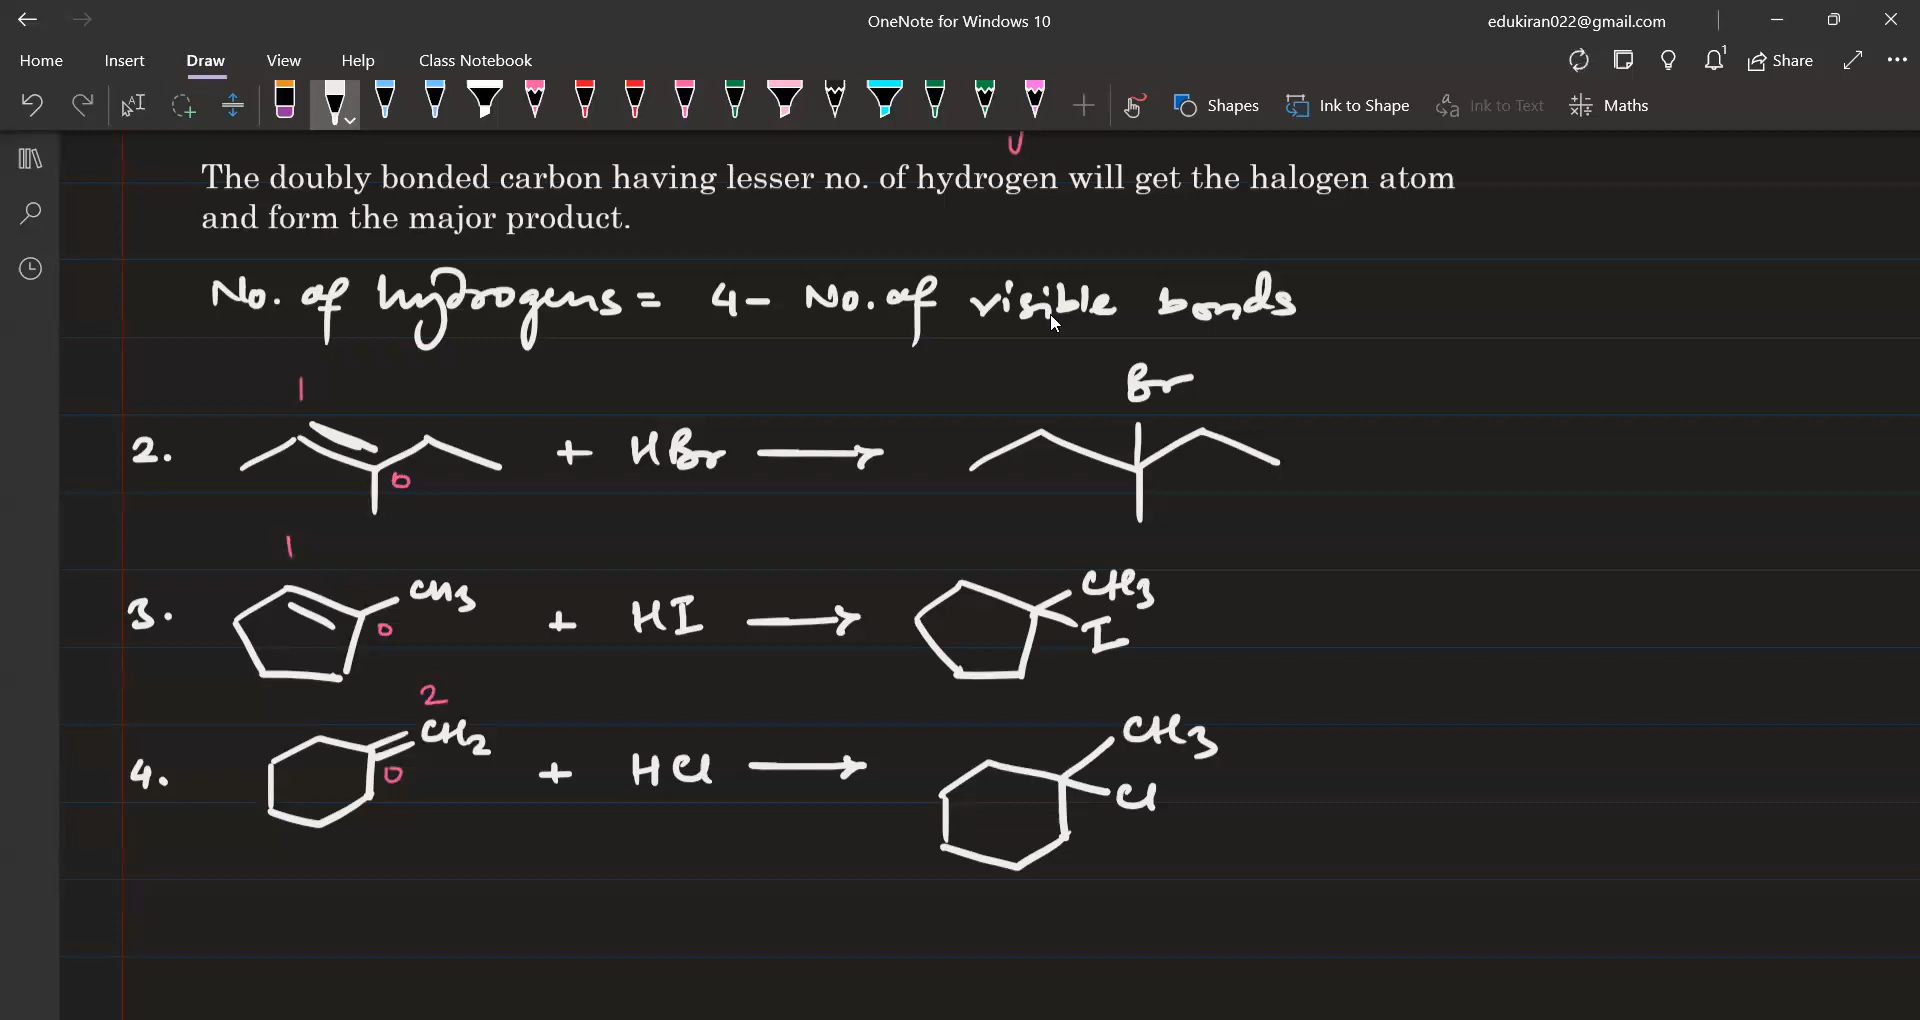 OneNote for Windows 10
edukiran022@gmail.com
Home Insert Draw View Help Class Notebook
1
Share
Shapes Ink to Shape Ink to Text Maths
The doubly bonded carbon having lesser no. of hydrogen will get the halogen atom
and form the major product.
No. of hydrogens = 4 - No. of visible bonds
1 Br
2. + HBr
0
1
3. CH3 + HI CH3
0 I
2
4. CH2 + HCl CH3
0 Cl